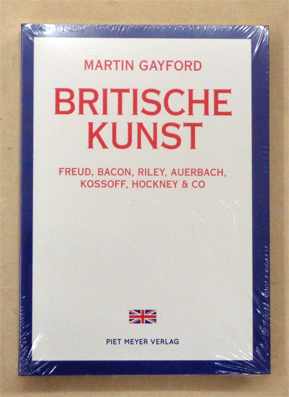 MARTIN GAYFORD
BRITISCHE
KUNST
FREUD, BACON, RILEY, AUERBACH,
KOSSOFF, HOCKNEY & CO
PIET MEYER VERLAG